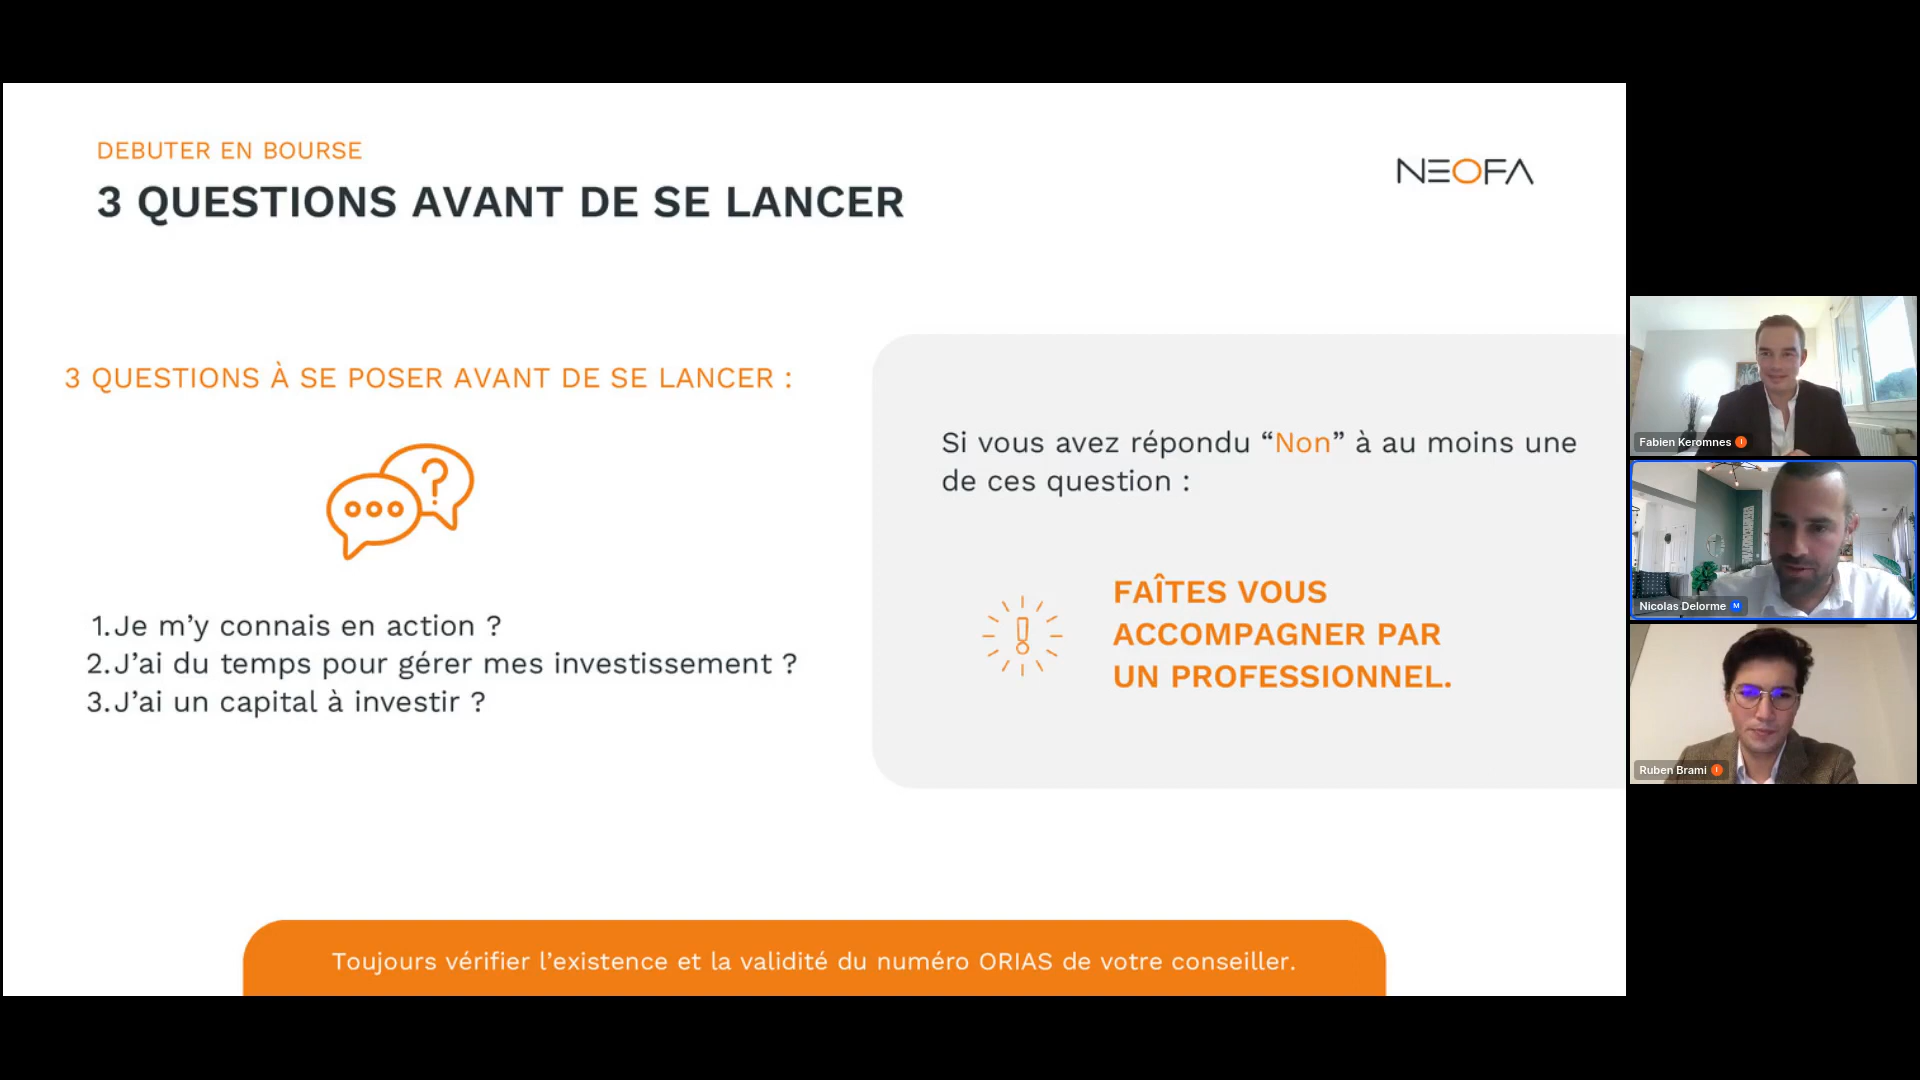 DEBUTER EN BOURSE
3 QUESTIONS AVANT DE SE LANCER
NEOFA
3 QUESTIONS À SE POSER AVANT DE SE LANCER :
1.Je m’y connais en action ?
2.J’ai du temps pour gérer mes investissement ?
3.J’ai un capital à investir ?
Si vous avez répondu “Non” à au moins une
de ces question :
FAÎTES VOUS
ACCOMPAGNER PAR
UN PROFESSIONNEL.
Toujours vérifier l’existence et la validité du numéro ORIAS de votre conseiller.
Fabien Keromnes I
Nicolas Delorme M
Ruben Brami I